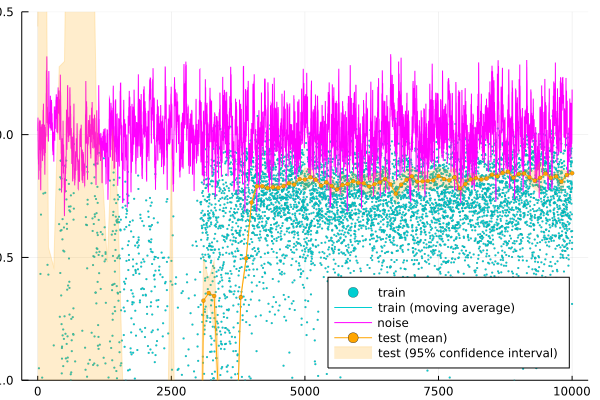 0.5
0.0
0.5
1.0
0
2500
5000
7500
10000
train
train (moving average)
noise
test (mean)
test (95% confidence interval)